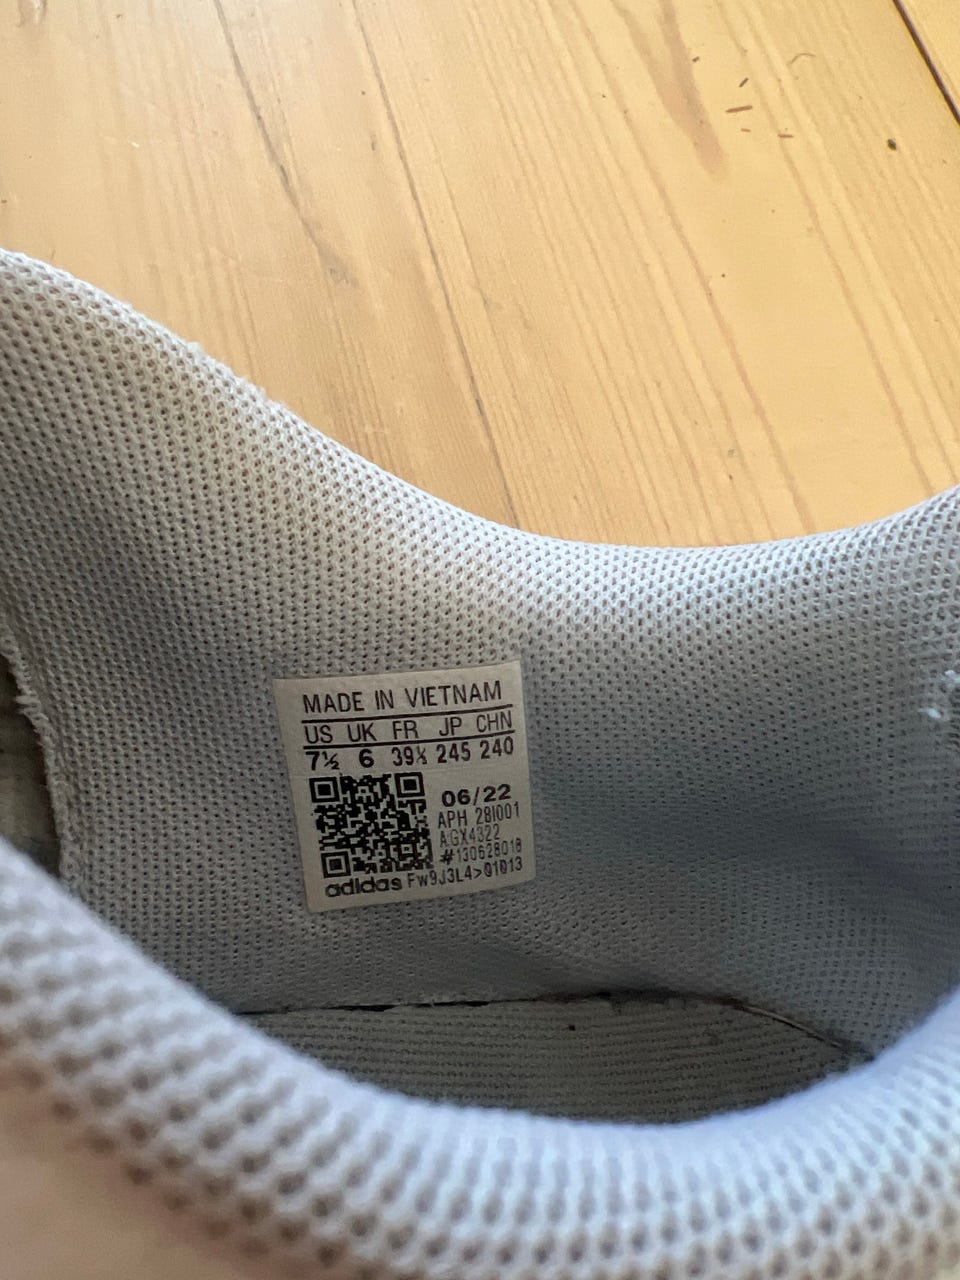 MADE IN VIETNAM
US UK FR JP CHN
7½ 6 39⅓ 245 240
06/22
APH 28I001
AGX4322
#130628018
adidas FW9J3L4>01013